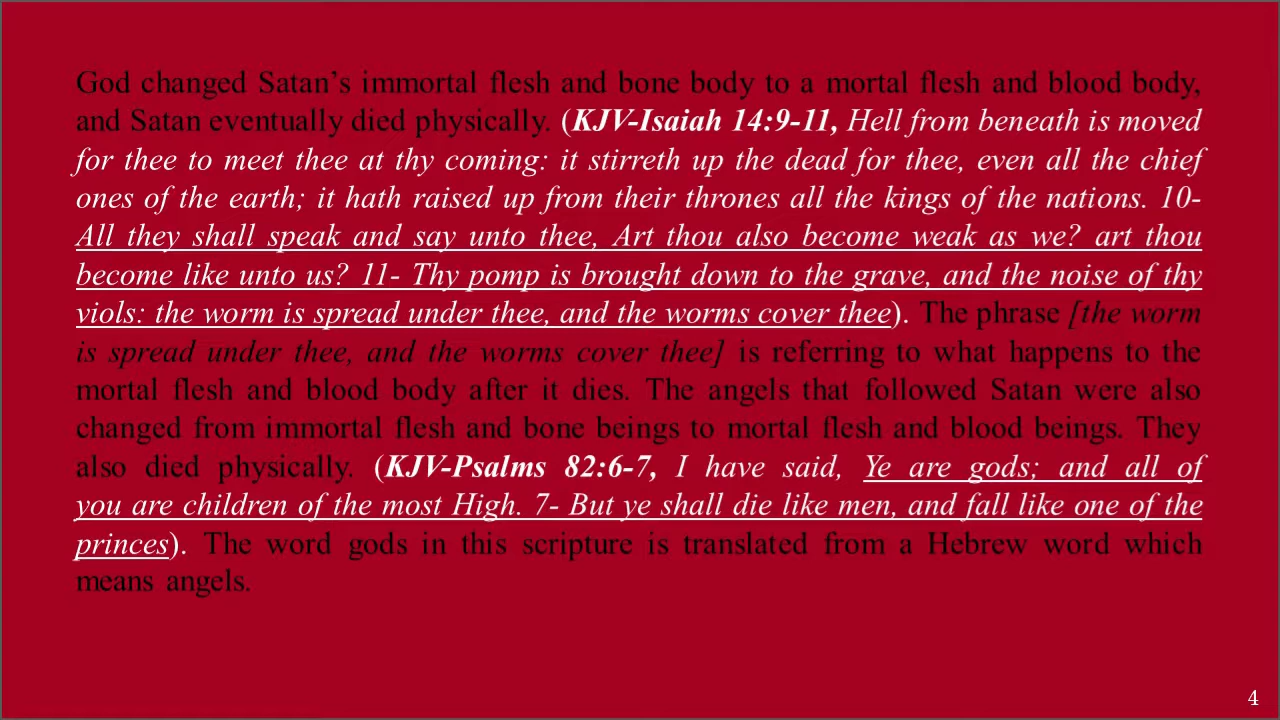 God changed Satan’s immortal flesh and bone body to a mortal flesh and blood body,
and Satan eventually died physically. (KJV-Isaiah 14:9-11, Hell from beneath is moved
for thee to meet thee at thy coming: it stirreth up the dead for thee, even all the chief
ones of the earth; it hath raised up from their thrones all the kings of the nations. 10-
All they shall speak and say unto thee, Art thou also become weak as we? art thou
become like unto us? 11- Thy pomp is brought down to the grave, and the noise of thy
viols: the worm is spread under thee, and the worms cover thee). The phrase [the worm
is spread under thee, and the worms cover thee] is referring to what happens to the
mortal flesh and blood body after it dies. The angels that followed Satan were also
changed from immortal flesh and bone beings to mortal flesh and blood beings. They
also died physically. (KJV-Psalms 82:6-7, I have said, Ye are gods; and all of
you are children of the most High. 7- But ye shall die like men, and fall like one of the
princes). The word gods in this scripture is translated from a Hebrew word which
means angels.
4